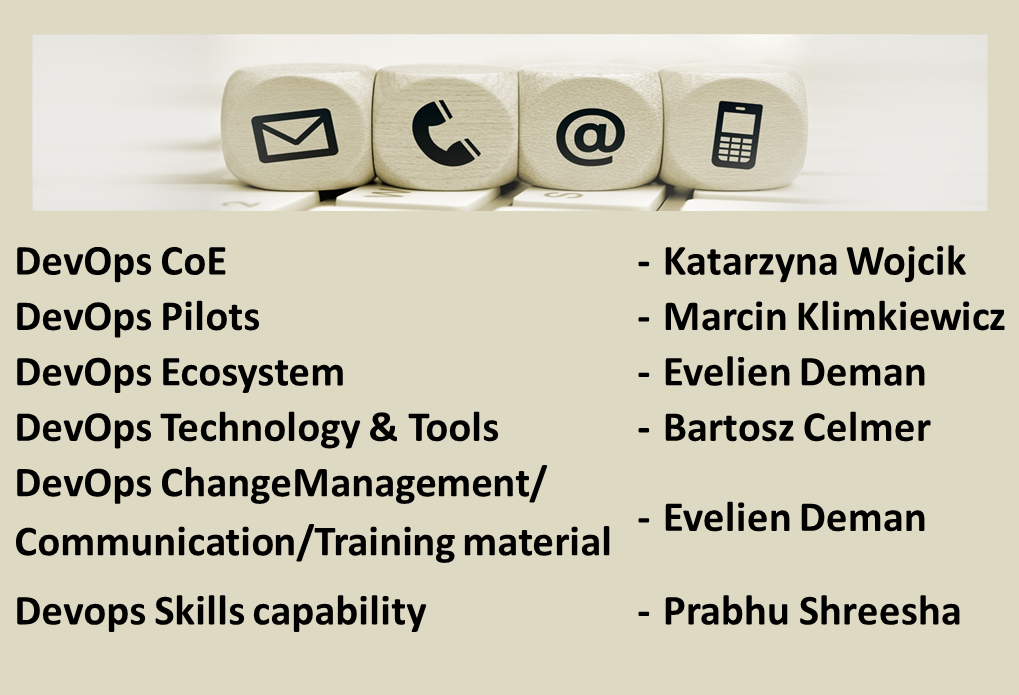 @
DevOps CoE - Katarzyna Wojcik
DevOps Pilots - Marcin Klimkiewicz
DevOps Ecosystem - Evelien Deman
DevOps Technology & Tools - Bartosz Celmer
DevOps ChangeManagement/
Communication/Training material - Evelien Deman
Devops Skills capability - Prabhu Shreesha